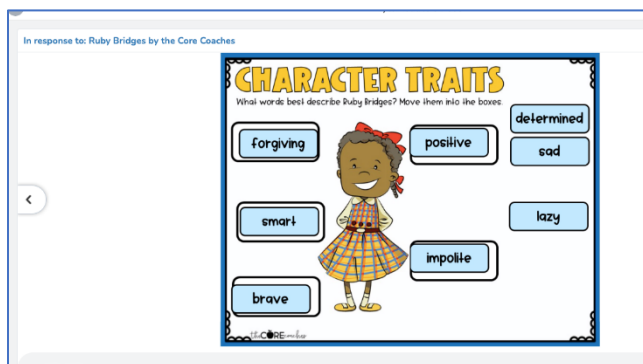 In response to: Ruby Bridges by the Core Coaches
CHARACTER TRAITS
What words best describe Ruby Bridges? Move them into the boxes.
determined
forgiving
positive
sad
smart
lazy
impolite
brave
the CORE coaches